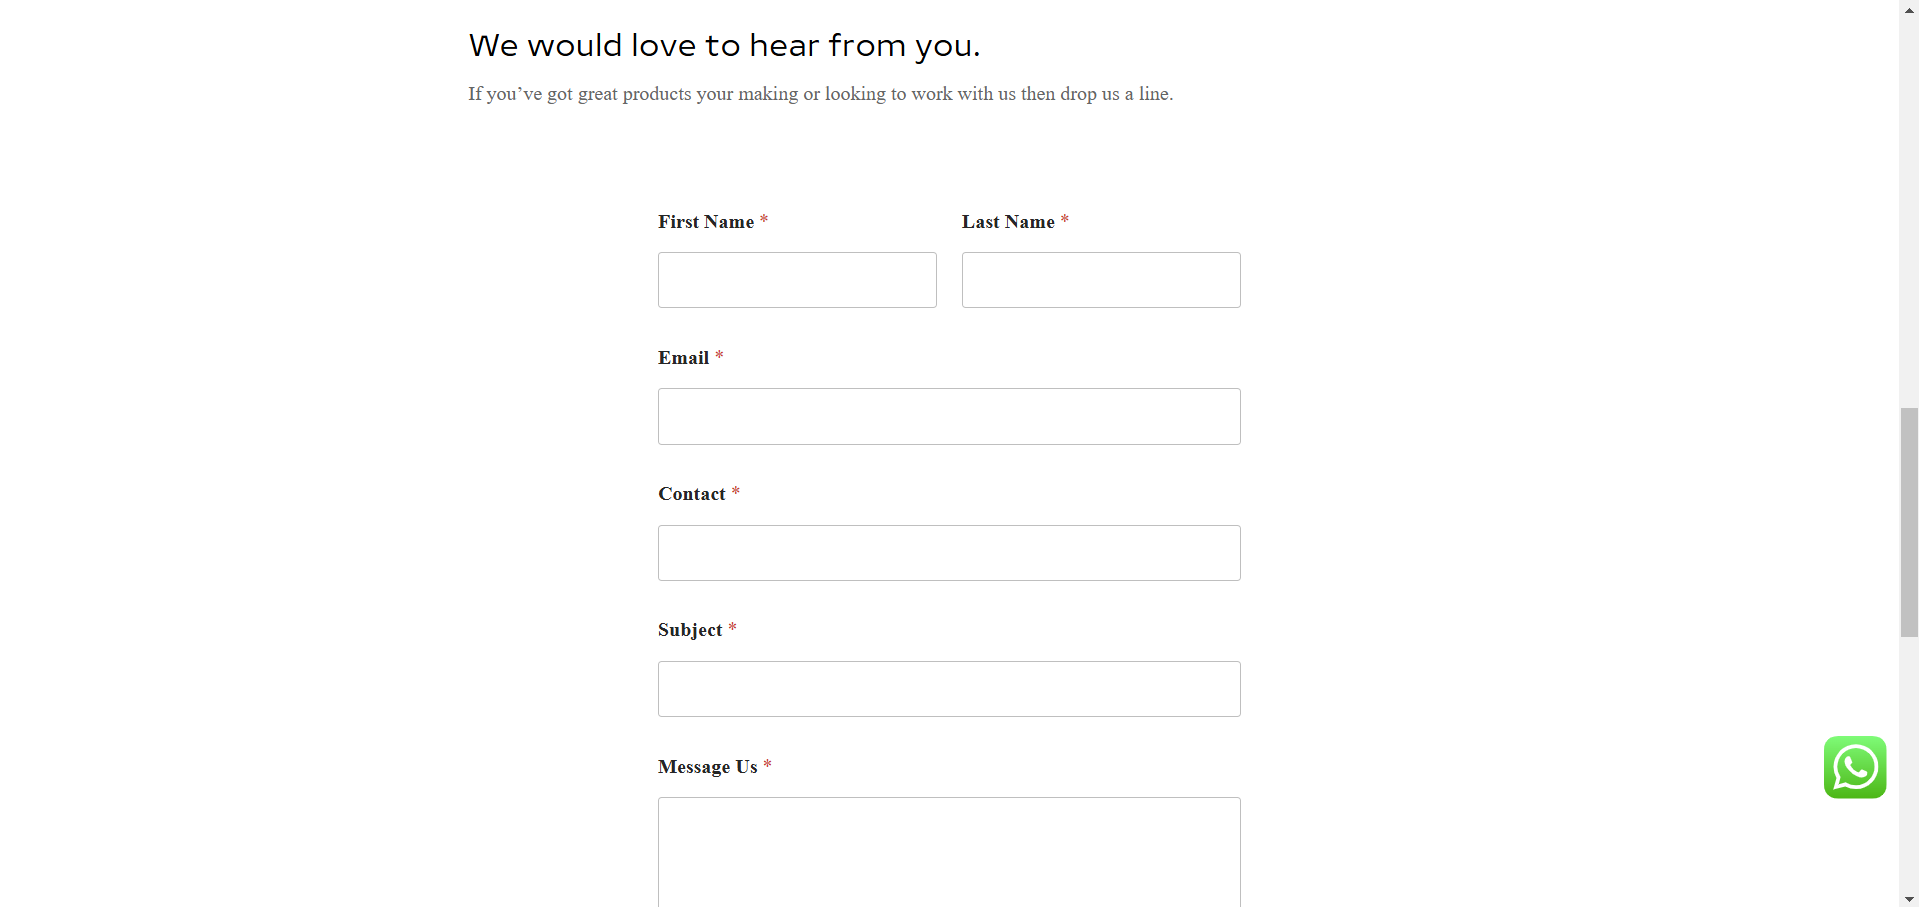 We would love to hear from you.
If you’ve got great products your making or looking to work with us then drop us a line.
First Name * Last Name *
Email *
Contact *
Subject *
Message Us *